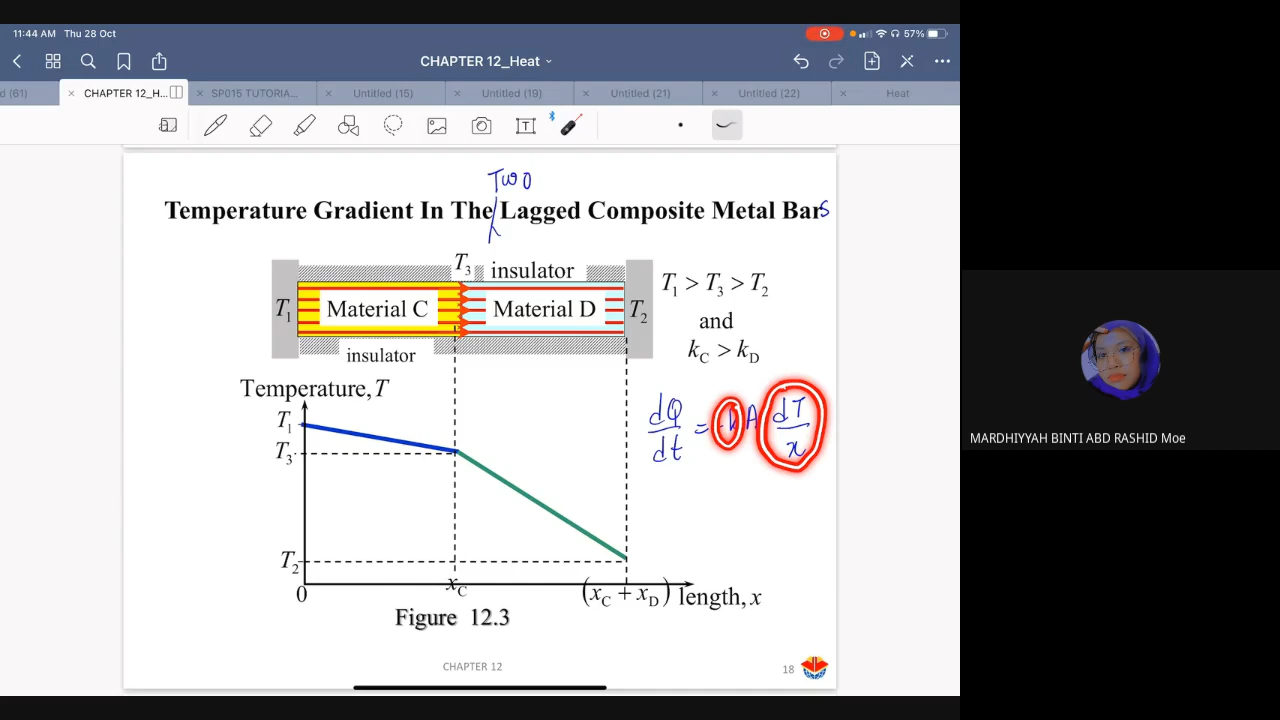 11:44 AM Thu 28 Oct
57%
CHAPTER 12_Heat
d (61)
CHAPTER 12_H...
SP015 TUTORIA...
Untitled (15)
Untitled (19)
Untitled (21)
Untitled (22)
Heat
Two
Temperature Gradient In The Lagged Composite Metal Bars
T3 insulator
T1 Material C Material D T2
insulator
T1 > T3 > T2
and
kC > kD
Temperature, T
dQ/dt = -kA dT/x
T1
T3
T2
0 xC (xC + xD) length, x
Figure 12.3
CHAPTER 12
18
MARDHIYYAH BINTI ABD RASHID Moe